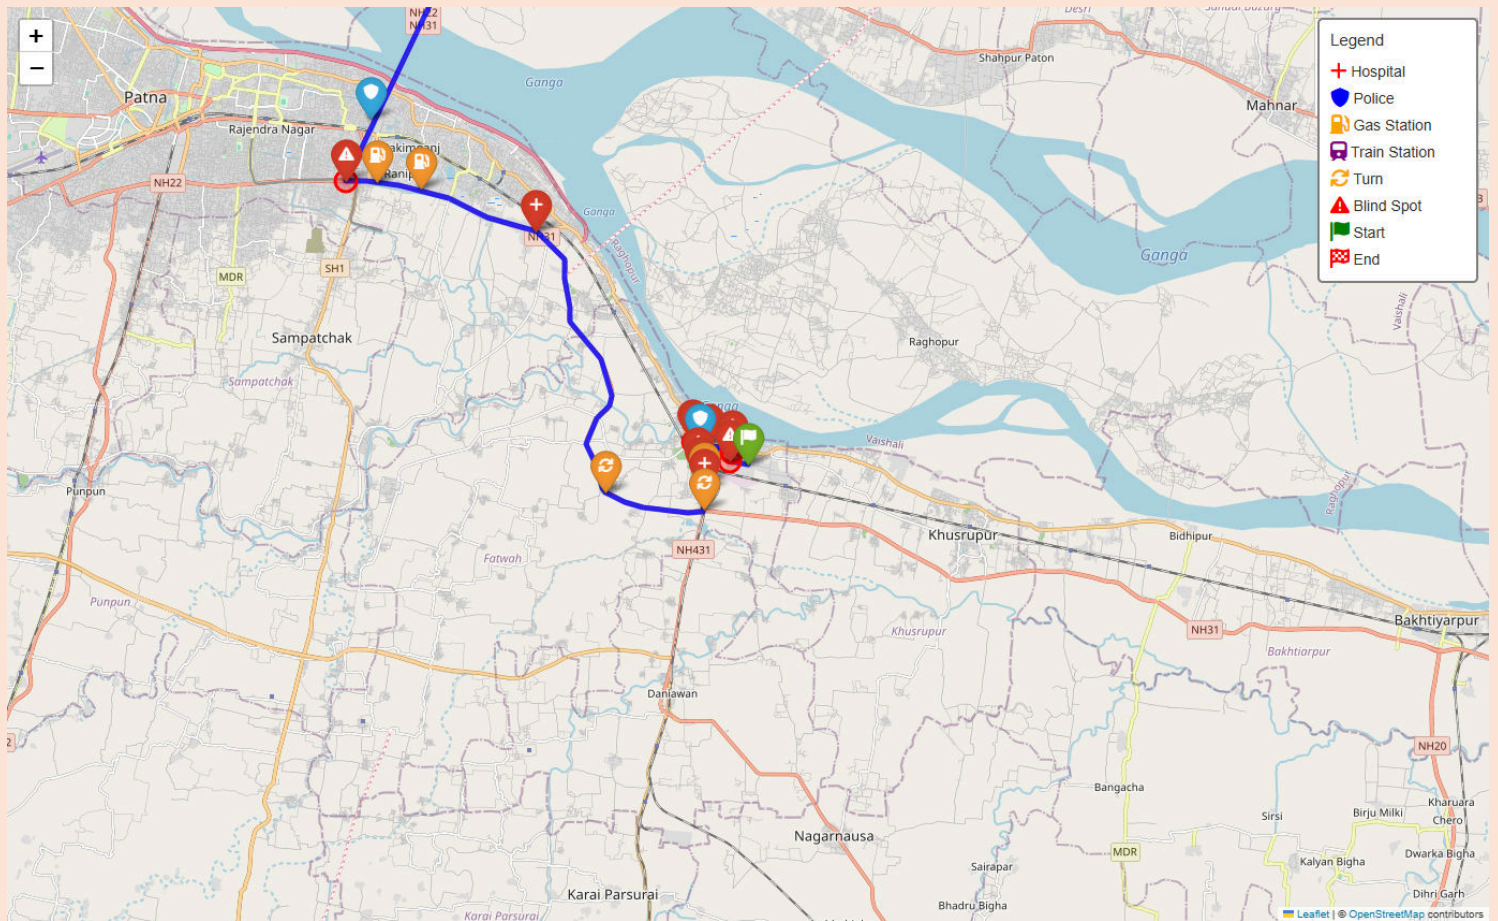 +
−
NH22
NH31
Ganga
Shahpur Paton
Patna
Rajendra Nagar
Mahnar
NH22
Ganga
NH31
Raghopur
Ganga
SH1
MDR
Sampatchak
Sampatchak
Raghopur
Vaishali
Ganga
Vaishali
Punpun
Raghopur
Khusrupur
Bidhipur
NH431
Fatwah
Punpun
Khusrupur
NH31
Bakhtiyarpur
Bakhtiarpur
Daniawan
NH20
Bangacha
Sirsi
Birju Milki
Kharuara
Chero
Nagarnausa
MDR
Kalyan Bigha
Dwarka Bigha
Sairapar
Karai Parsurai
Dihri Garh
Bhadru Bigha
Karai Parsurai
Legend
Hospital
Police
Gas Station
Train Station
Turn
Blind Spot
Start
End
Leaflet | © OpenStreetMap contributors